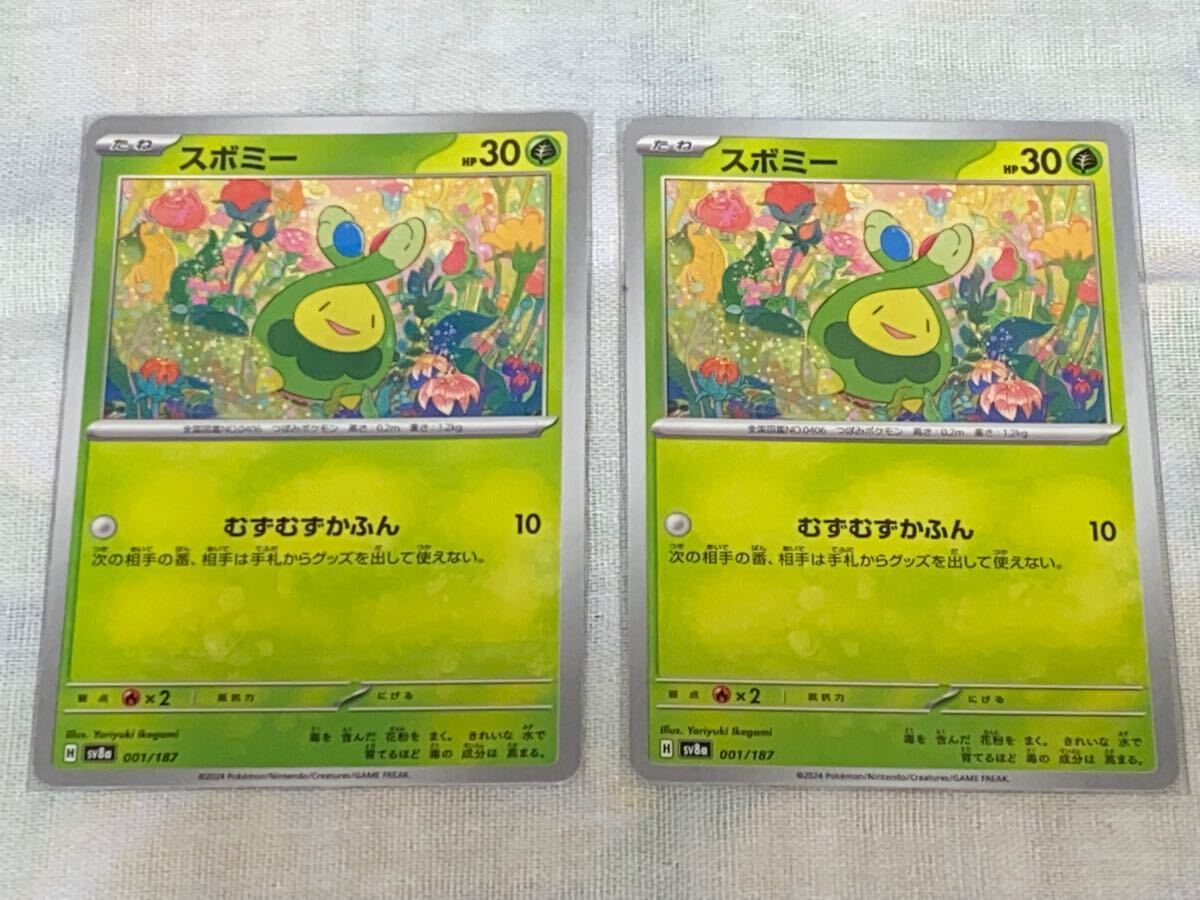 たね
スボミー
HP30
全国図鑑NO.0406 つぼみポケモン 高さ:0.2m 重さ:1.2kg
むずむずかふん 10
次の相手の番、相手は手札からグッズを出して使えない。
弱点 ×2 抵抗力 にげる
Illus. Yoriyuki Ikegami
H sv8a 001/187
毒を含んだ花粉をまく。きれいな水で
育てるほど毒の成分は高まる。
©2024 Pokémon/Nintendo/Creatures/GAME FREAK.
たね
スボミー
HP30
全国図鑑NO.0406 つぼみポケモン 高さ:0.2m 重さ:1.2kg
むずむずかふん 10
次の相手の番、相手は手札からグッズを出して使えない。
弱点 ×2 抵抗力 にげる
Illus. Yoriyuki Ikegami
H sv8a 001/187
毒を含んだ花粉をまく。きれいな水で
育てるほど毒の成分は高まる。
©2024 Pokémon/Nintendo/Creatures/GAME FREAK.